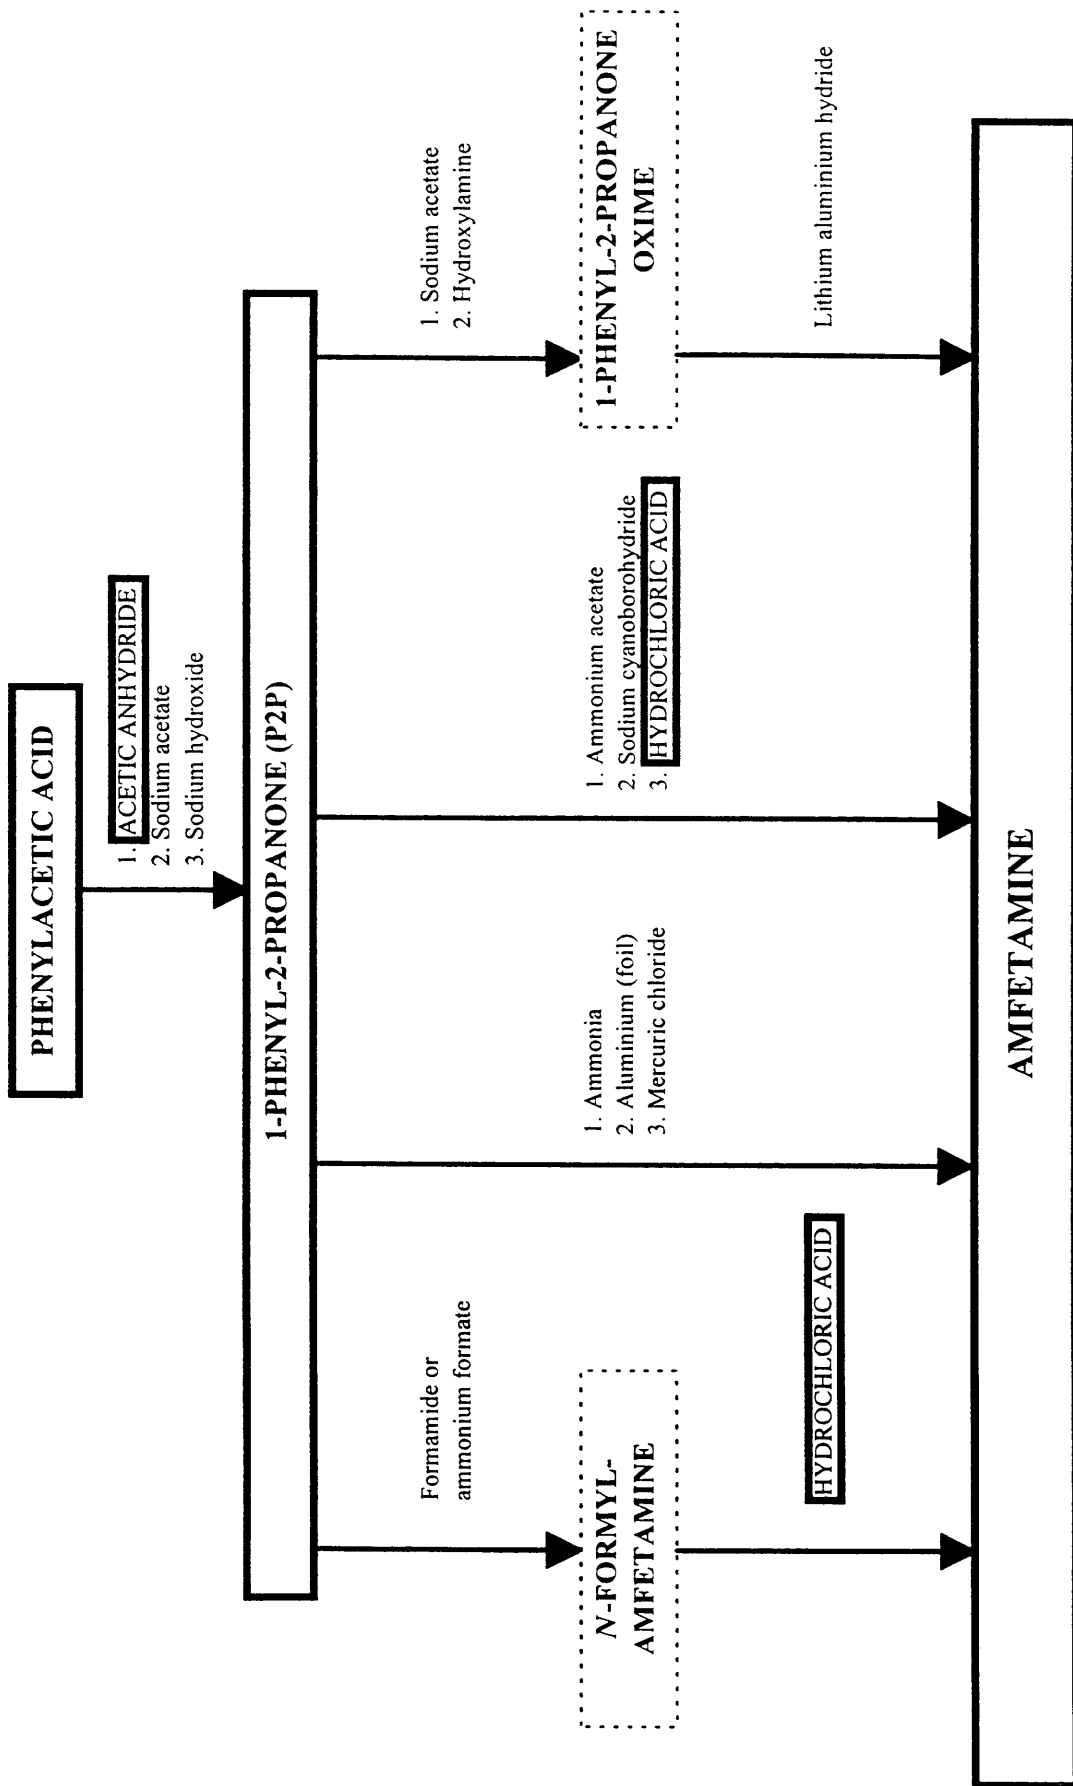 PHENYLACETIC ACID
1. ACETIC ANHYDRIDE
2. Sodium acetate
3. Sodium hydroxide
1-PHENYL-2-PROPANONE (P2P)
Formamide or
ammonium formate
N-FORMYL-
AMFETAMINE
HYDROCHLORIC ACID
1. Ammonia
2. Aluminium (foil)
3. Mercuric chloride
1. Ammonium acetate
2. Sodium cyanoborohydride
3. HYDROCHLORIC ACID
1. Sodium acetate
2. Hydroxylamine
1-PHENYL-2-PROPANONE
OXIME
Lithium aluminium hydride
AMFETAMINE